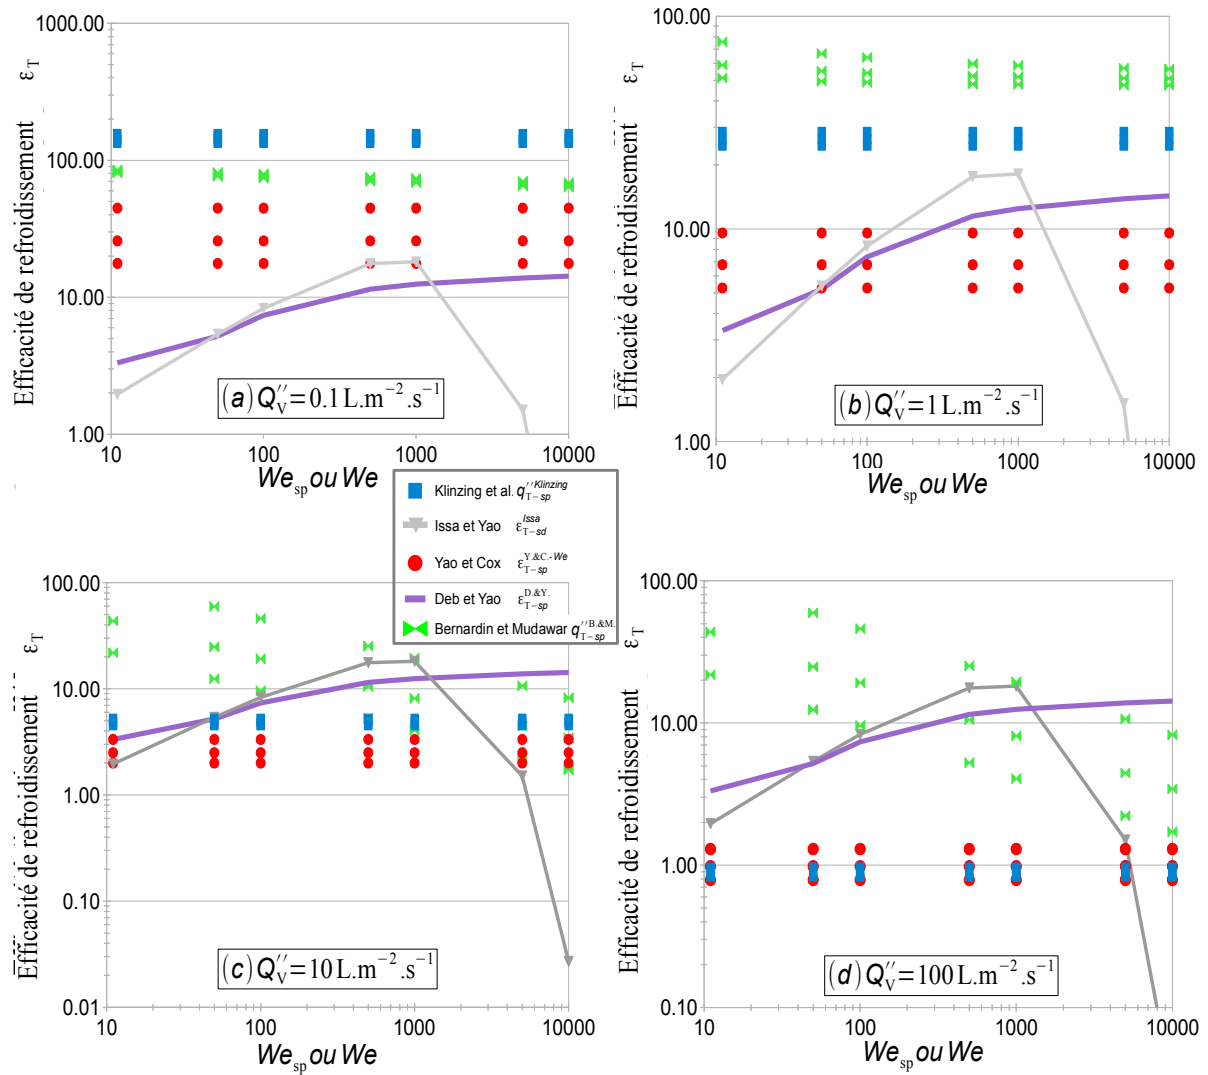 1000.00
100.00
10.00
1.00
Efficacité de refroidissement εT
(a) Q''V = 0.1 L.m−2.s−1
10 100 1000 10000
Wesp ou We
100.00
10.00
1.00
Efficacité de refroidissement εT
(b) Q''V = 1 L.m−2.s−1
10 100 1000 10000
Wesp ou We
Klinzing et al. q''Klinzing T−sp
Issa et Yao εIssa T−sd
Yao et Cox εY.&C.-We T−sp
Deb et Yao εD.&Y. T−sp
Bernardin et Mudawar q''B.&M. T−sp
100.00
10.00
1.00
0.10
0.01
Efficacité de refroidissement εT
(c) Q''V = 10 L.m−2.s−1
10 100 1000 10000
Wesp ou We
100.00
10.00
1.00
0.10
Efficacité de refroidissement εT
(d) Q''V = 100 L.m−2.s−1
10 100 1000 10000
Wesp ou We